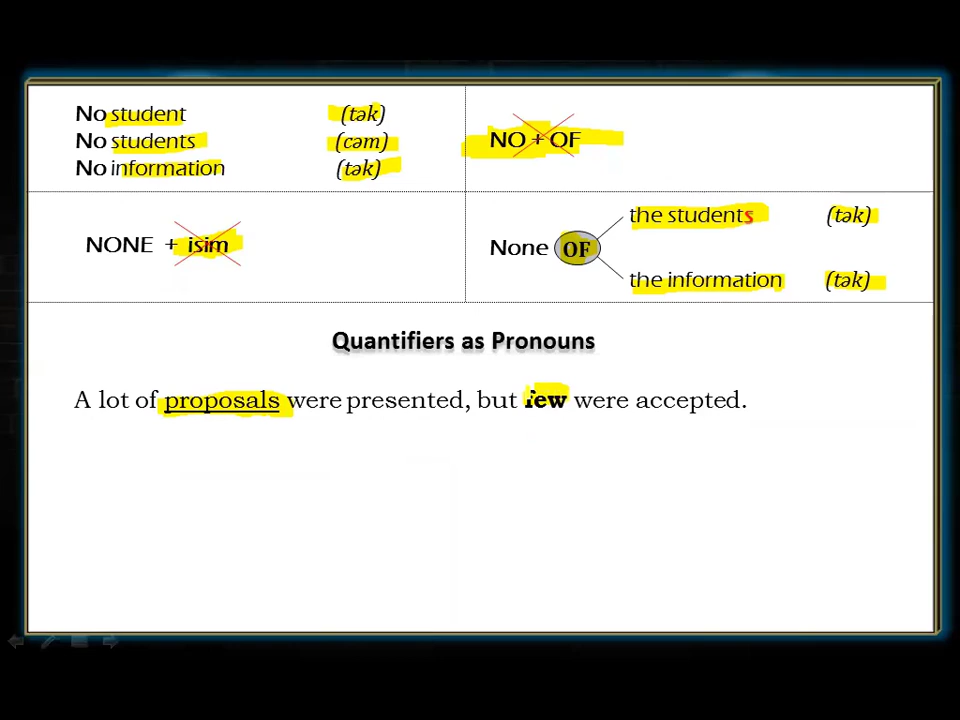 No student (tək)
No students (cəm)
No information (tək)
NO + OF
NONE + isim
the students (tək)
None OF
the information (tək)
Quantifiers as Pronouns
A lot of proposals were presented, but few were accepted.